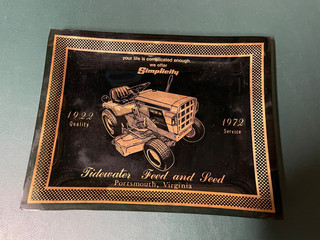 your life is complicated enough...
we offer
Simplicity
1922
Quality
1972
Service
Tidewater Feed and Seed
Portsmouth, Virginia